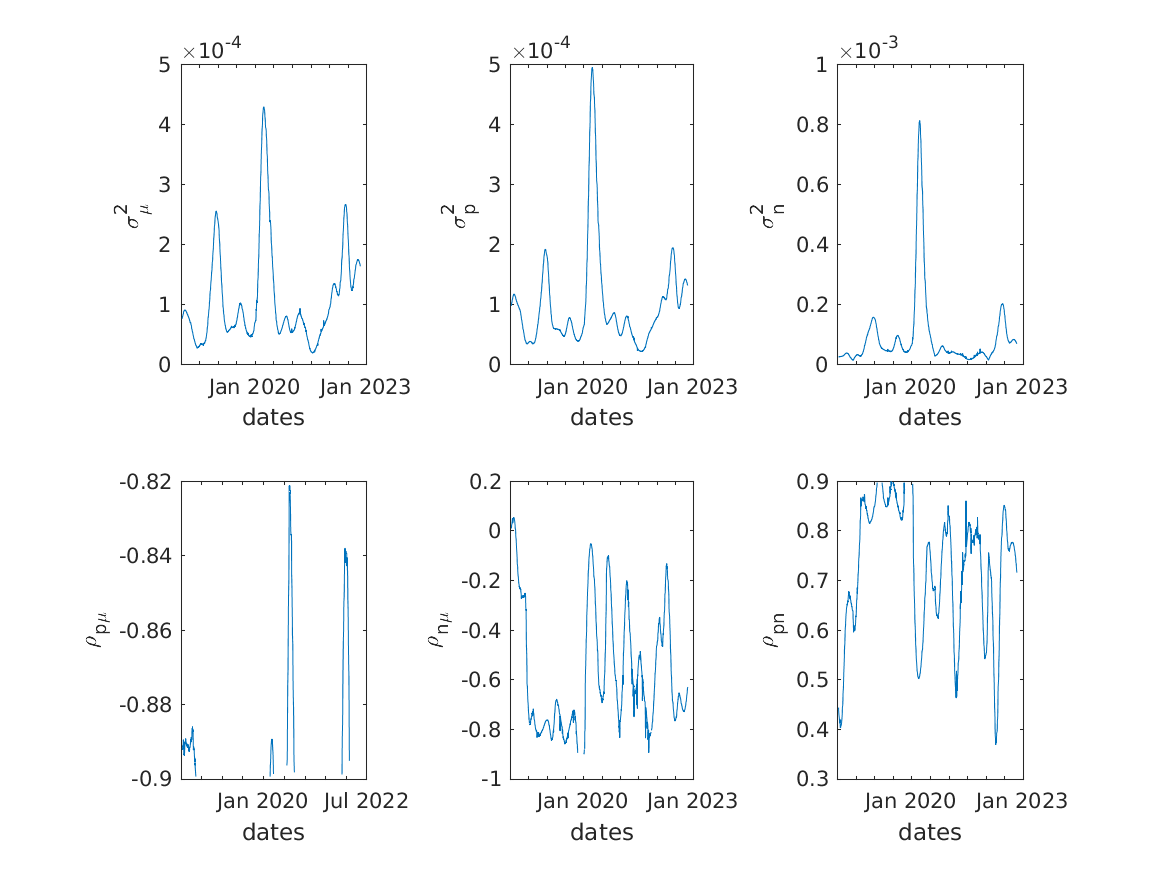 ×10-4
5
4
3
2
1
0
σ2μ
Jan 2020 Jan 2023
dates
×10-4
5
4
3
2
1
0
σ2p
Jan 2020 Jan 2023
dates
×10-3
1
0.8
0.6
0.4
0.2
0
σ2n
Jan 2020 Jan 2023
dates
-0.82
-0.84
-0.86
-0.88
-0.9
ρpμ
Jan 2020 Jul 2022
dates
0.2
0
-0.2
-0.4
-0.6
-0.8
-1
ρnμ
Jan 2020 Jan 2023
dates
0.9
0.8
0.7
0.6
0.5
0.4
0.3
ρpn
Jan 2020 Jan 2023
dates